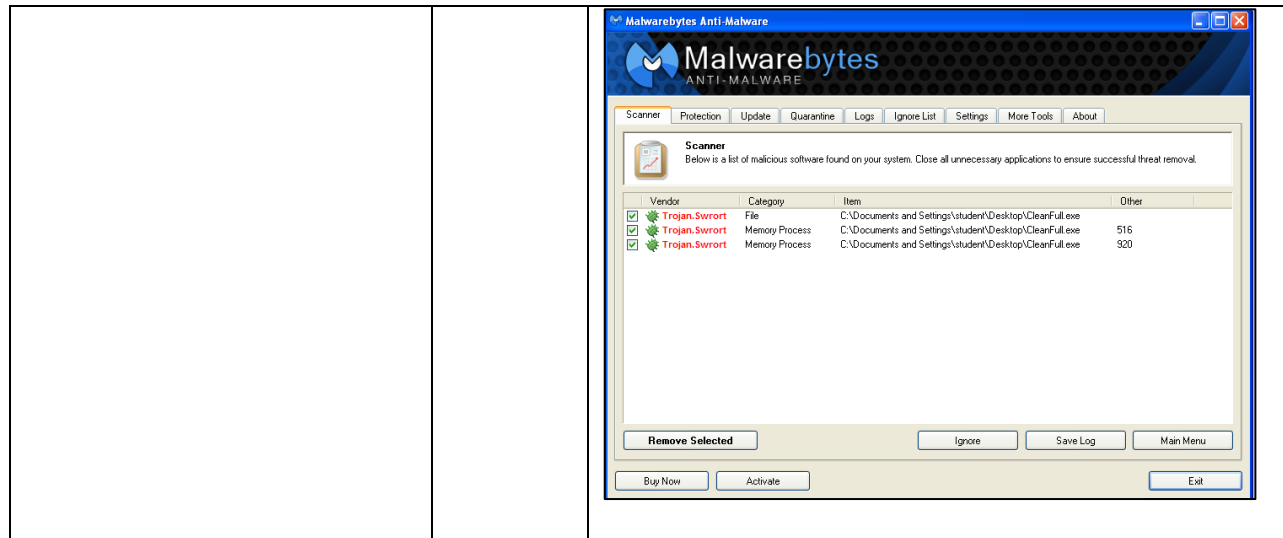 Malwarebytes Anti-Malware
Malwarebytes
ANTI-MALWARE
Scanner Protection Update Quarantine Logs Ignore List Settings More Tools About
Scanner
Below is a list of malicious software found on your system. Close all unnecessary applications to ensure successful threat removal.
Vendor Category Item Other
Trojan.Swrort File C:\Documents and Settings\student\Desktop\CleanFull.exe
Trojan.Swrort Memory Process C:\Documents and Settings\student\Desktop\CleanFull.exe 516
Trojan.Swrort Memory Process C:\Documents and Settings\student\Desktop\CleanFull.exe 920
Remove Selected Ignore Save Log Main Menu
Buy Now Activate Exit